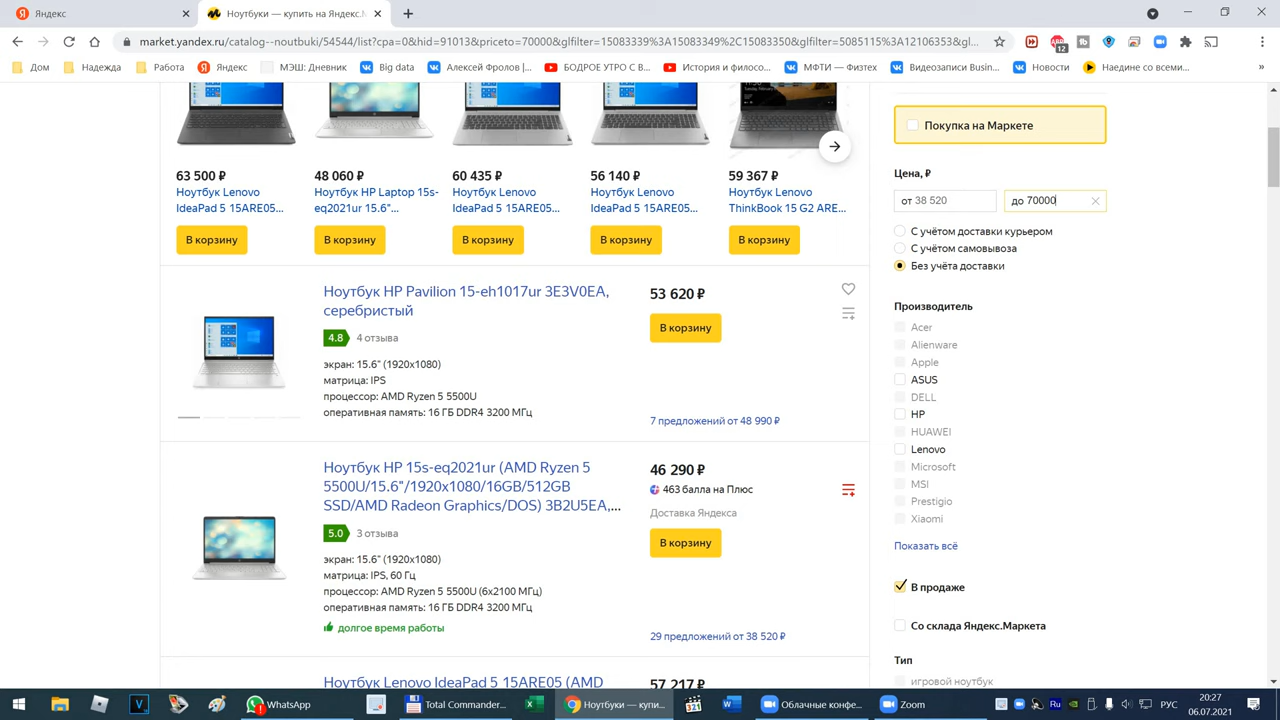 Яндекс
Ноутбуки — купить на Яндекс.М
market.yandex.ru/catalog--noutbuki/54544/list?cpa=0&hid=91013&priceto=70000&glfilter=15083339%3A15083349%2C15083350&glfilter=5085115%3A12106353&gl...
12
Дом
Надежда
Работа
Яндекс
МЭШ: Дневник
Big data
Алексей Фролов |...
БОДРОЕ УТРО С В...
История и филосо...
МФТИ — Физтех
Видеозаписи Busin...
Новости
Наедине со всеми...
»
63 500 ₽
Ноутбук Lenovo
IdeaPad 5 15ARE05...
В корзину
48 060 ₽
Ноутбук HP Laptop 15s-
eq2021ur 15.6"...
В корзину
60 435 ₽
Ноутбук Lenovo
IdeaPad 5 15ARE05...
В корзину
56 140 ₽
Ноутбук Lenovo
IdeaPad 5 15ARE05...
В корзину
59 367 ₽
Ноутбук Lenovo
ThinkBook 15 G2 ARE...
В корзину
Ноутбук HP Pavilion 15-eh1017ur 3E3V0EA,
серебристый
4.8 4 отзыва
экран: 15.6" (1920x1080)
матрица: IPS
процессор: AMD Ryzen 5 5500U
оперативная память: 16 ГБ DDR4 3200 МГц
53 620 ₽
В корзину
7 предложений от 48 990 ₽
Ноутбук HP 15s-eq2021ur (AMD Ryzen 5
5500U/15.6"/1920x1080/16GB/512GB
SSD/AMD Radeon Graphics/DOS) 3B2U5EA,...
5.0 3 отзыва
экран: 15.6" (1920x1080)
матрица: IPS, 60 Гц
процессор: AMD Ryzen 5 5500U (6x2100 МГц)
оперативная память: 16 ГБ DDR4 3200 МГц
долгое время работы
46 290 ₽
463 балла на Плюс
Доставка Яндекса
В корзину
29 предложений от 38 520 ₽
Ноутбук Lenovo IdeaPad 5 15ARE05 (AMD
57 217 ₽
Покупка на Маркете
Цена, ₽
от 38 520
до 70000
С учётом доставки курьером
С учётом самовывоза
Без учёта доставки
Производитель
Acer
Alienware
Apple
ASUS
DELL
HP
HUAWEI
Lenovo
Microsoft
MSI
Prestigio
Xiaomi
Показать всё
В продаже
Со склада Яндекс.Маркета
Тип
игровой ноутбук
WhatsApp
Total Commander...
Ноутбуки — купи...
Облачные конфе...
Zoom
РУС
20:27
06.07.2021